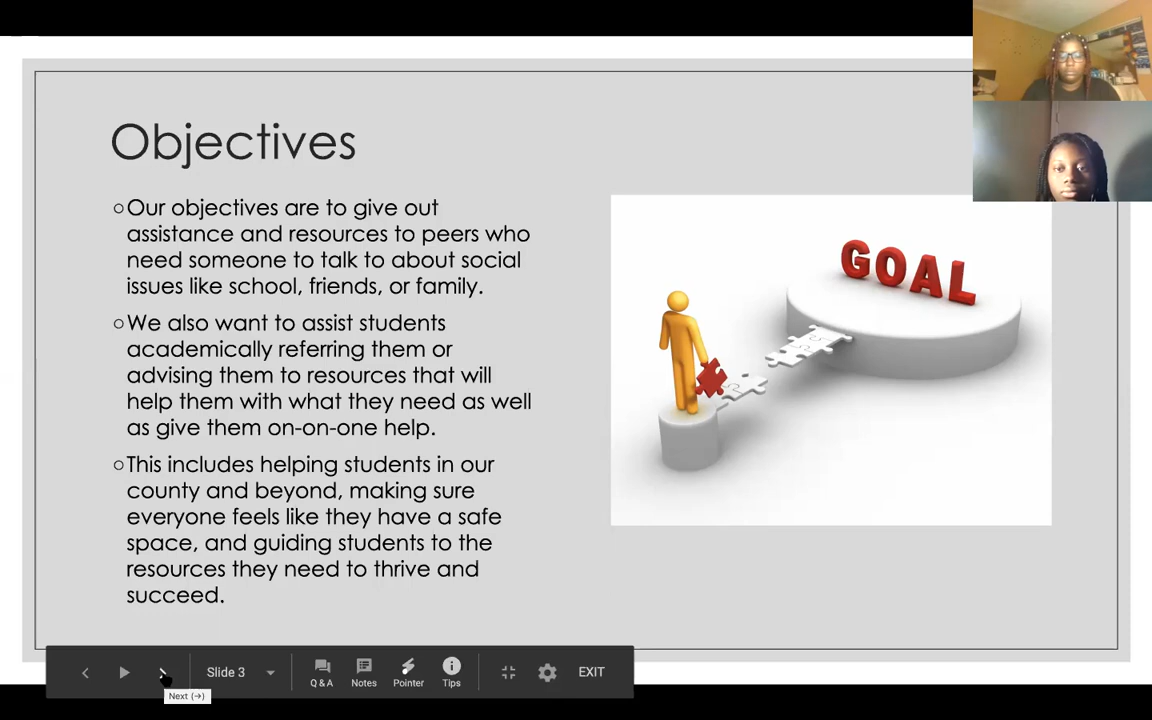 Objectives
○Our objectives are to give out
assistance and resources to peers who
need someone to talk to about social
issues like school, friends, or family.
○We also want to assist students
academically referring them or
advising them to resources that will
help them with what they need as well
as give them on-on-one help.
○This includes helping students in our
county and beyond, making sure
everyone feels like they have a safe
space, and guiding students to the
resources they need to thrive and
succeed.
GOAL
Slide 3
Q & A
Notes
Pointer
Tips
EXIT
Next (→)